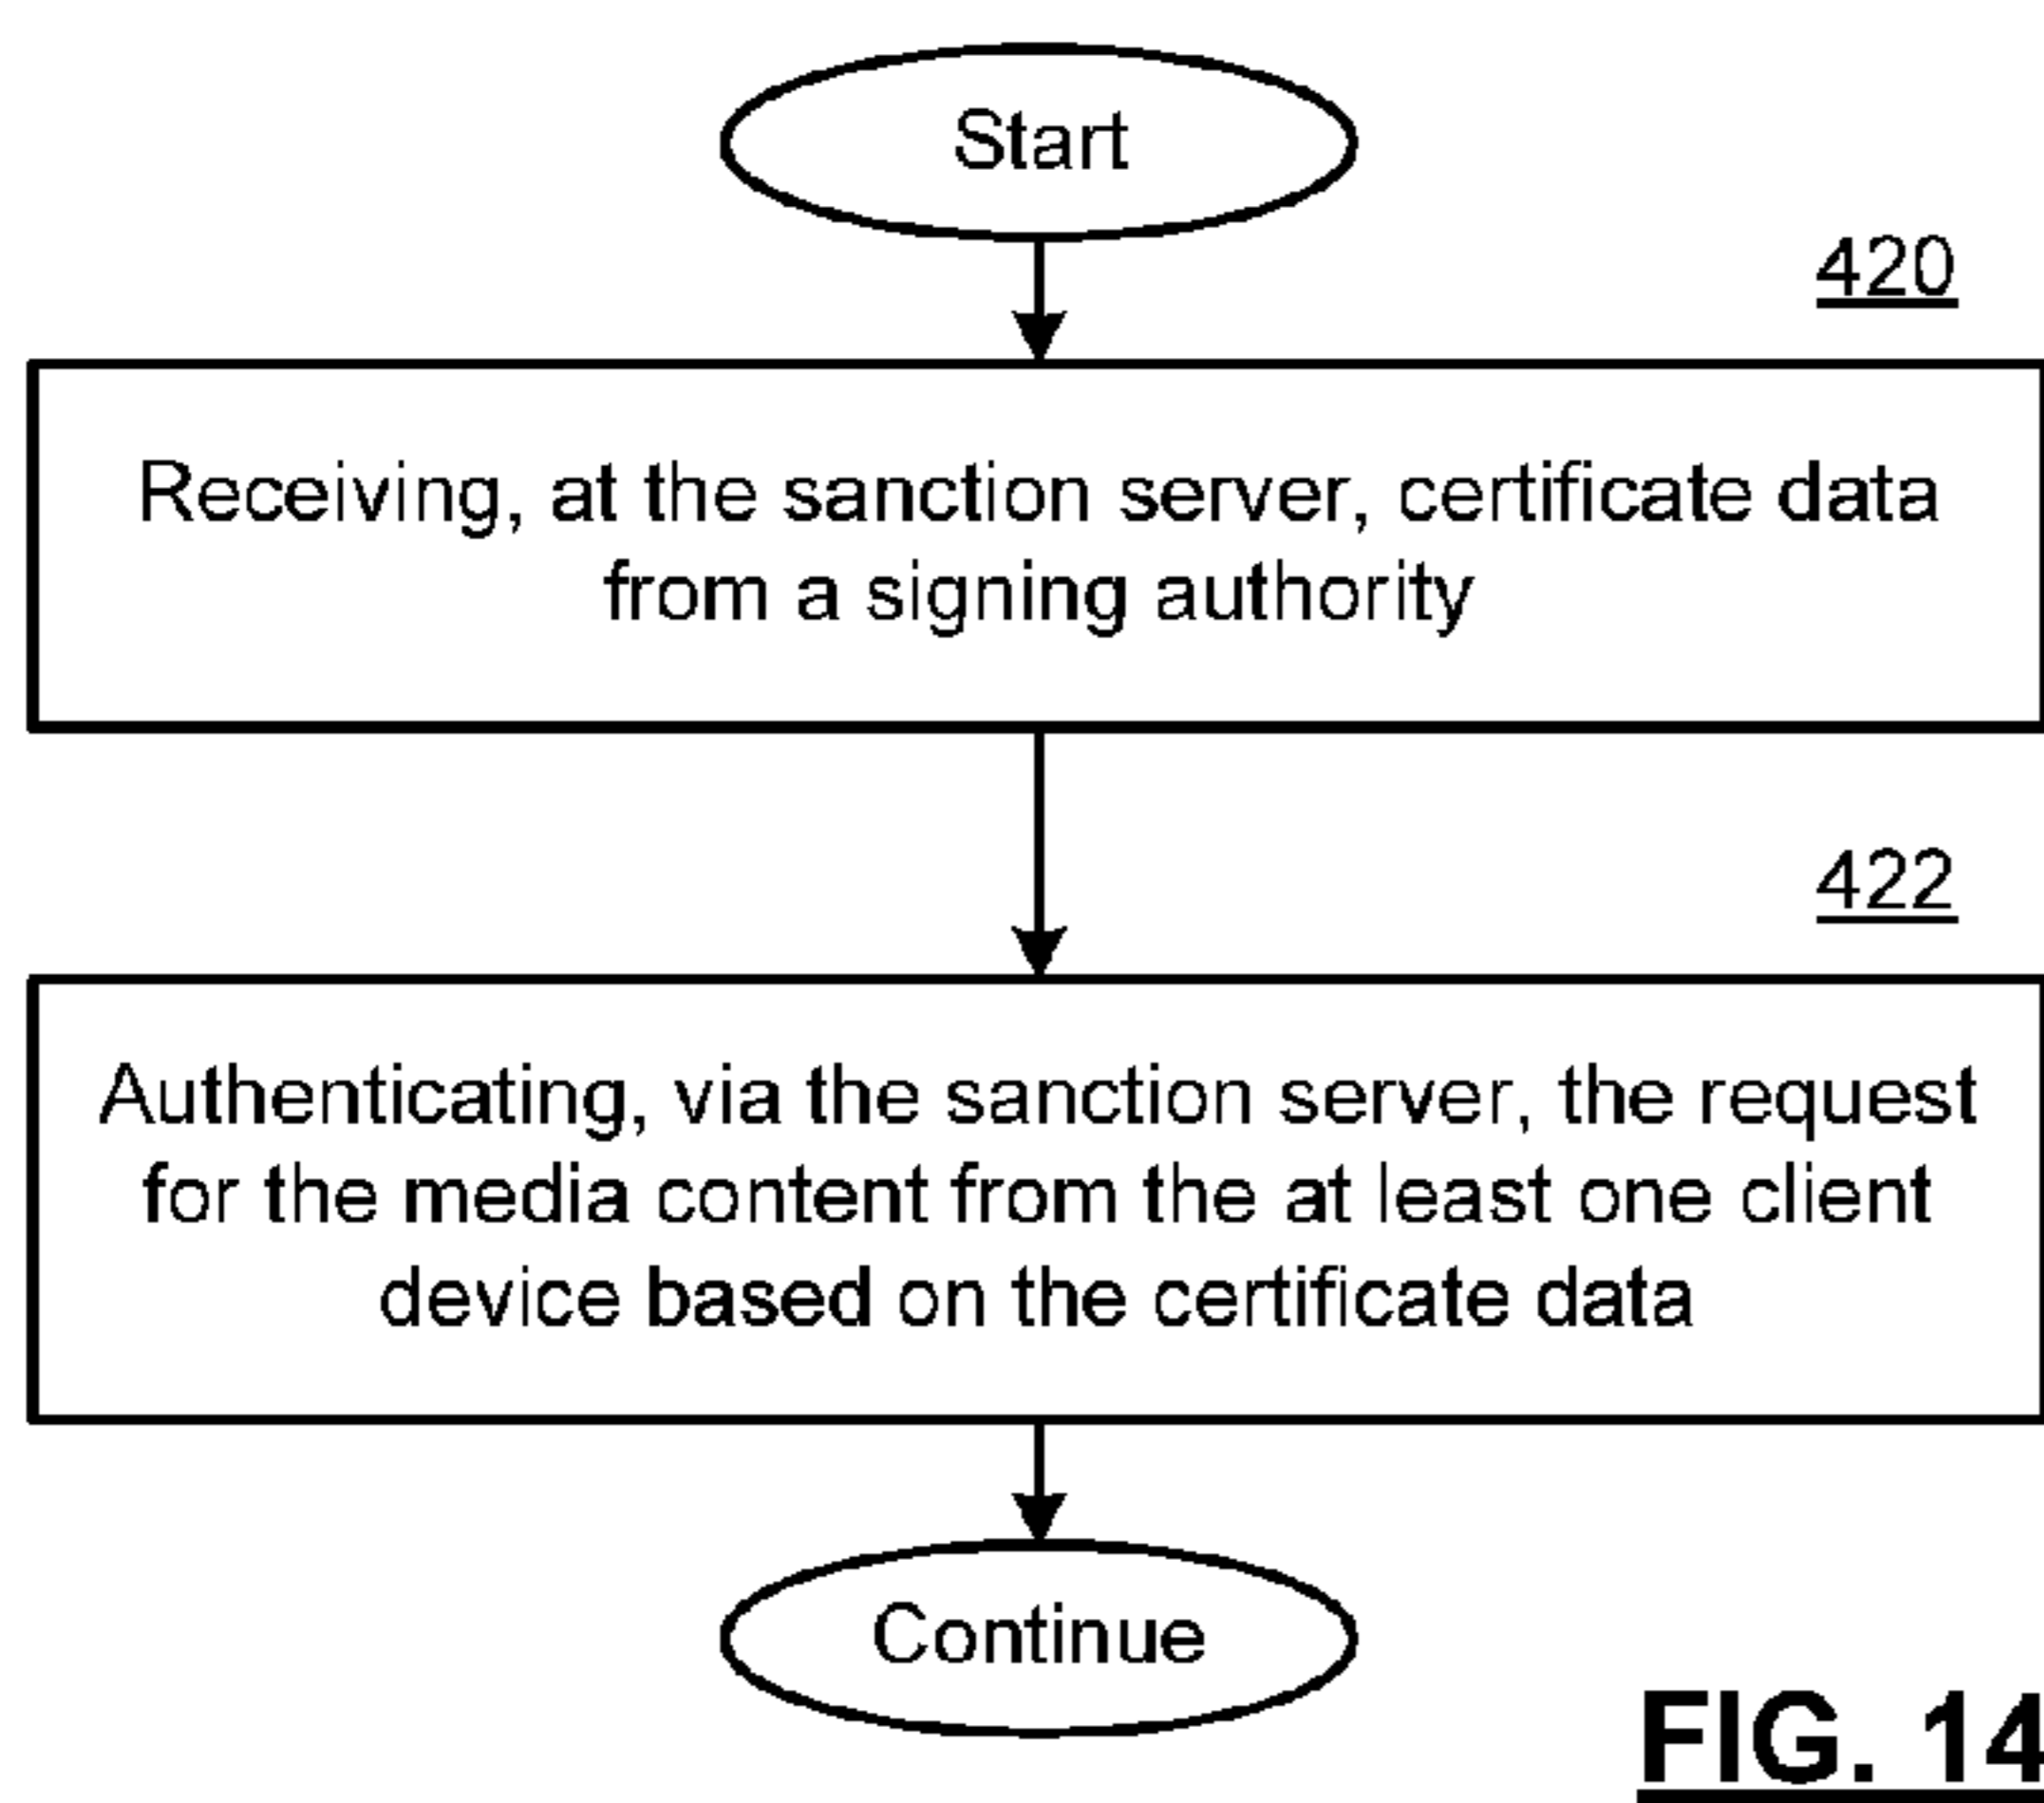 Start
420
Receiving, at the sanction server, certificate data
from a signing authority
422
Authenticating, via the sanction server, the request
for the media content from the at least one client
device based on the certificate data
Continue
FIG. 14